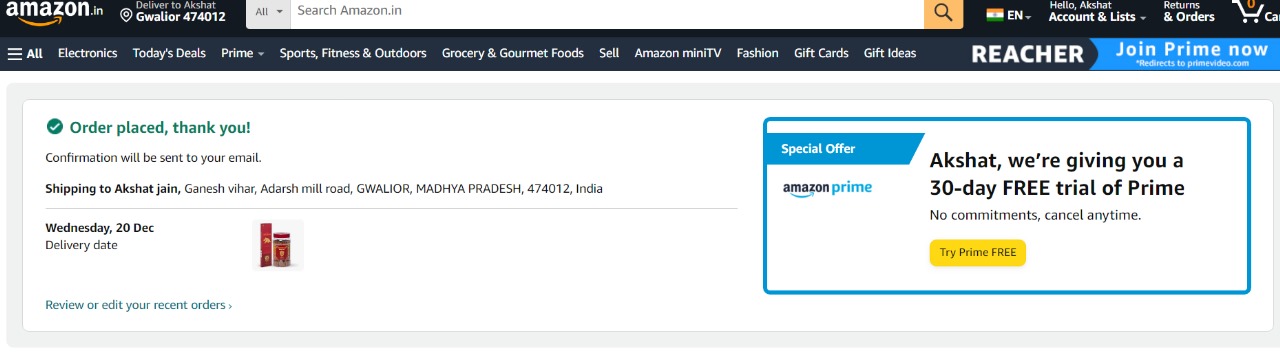 amazon.in
Deliver to Akshat
Gwalior 474012
All
Search Amazon.in
EN
Hello, Akshat
Account & Lists
Returns
& Orders
0
Ca
All
Electronics
Today's Deals
Prime
Sports, Fitness & Outdoors
Grocery & Gourmet Foods
Sell
Amazon miniTV
Fashion
Gift Cards
Gift Ideas
REACHER
Join Prime now
*Redirects to primevideo.com
Order placed, thank you!
Confirmation will be sent to your email.
Shipping to Akshat jain, Ganesh vihar, Adarsh mill road, GWALIOR, MADHYA PRADESH, 474012, India
Wednesday, 20 Dec
Delivery date
Review or edit your recent orders ›
Special Offer
amazon prime
Akshat, we’re giving you a
30-day FREE trial of Prime
No commitments, cancel anytime.
Try Prime FREE